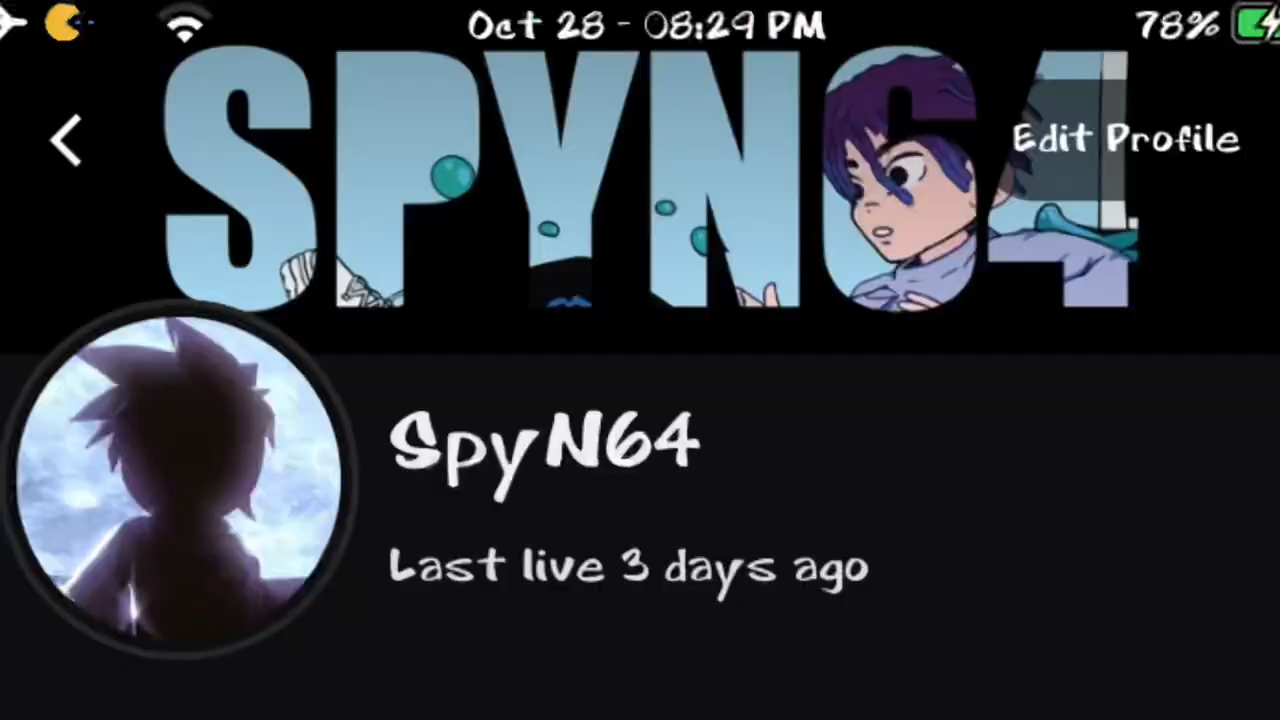 Oct 28 - 08:29 PM
78%
SPYN64
Edit Profile
SpyN64
Last live 3 days ago